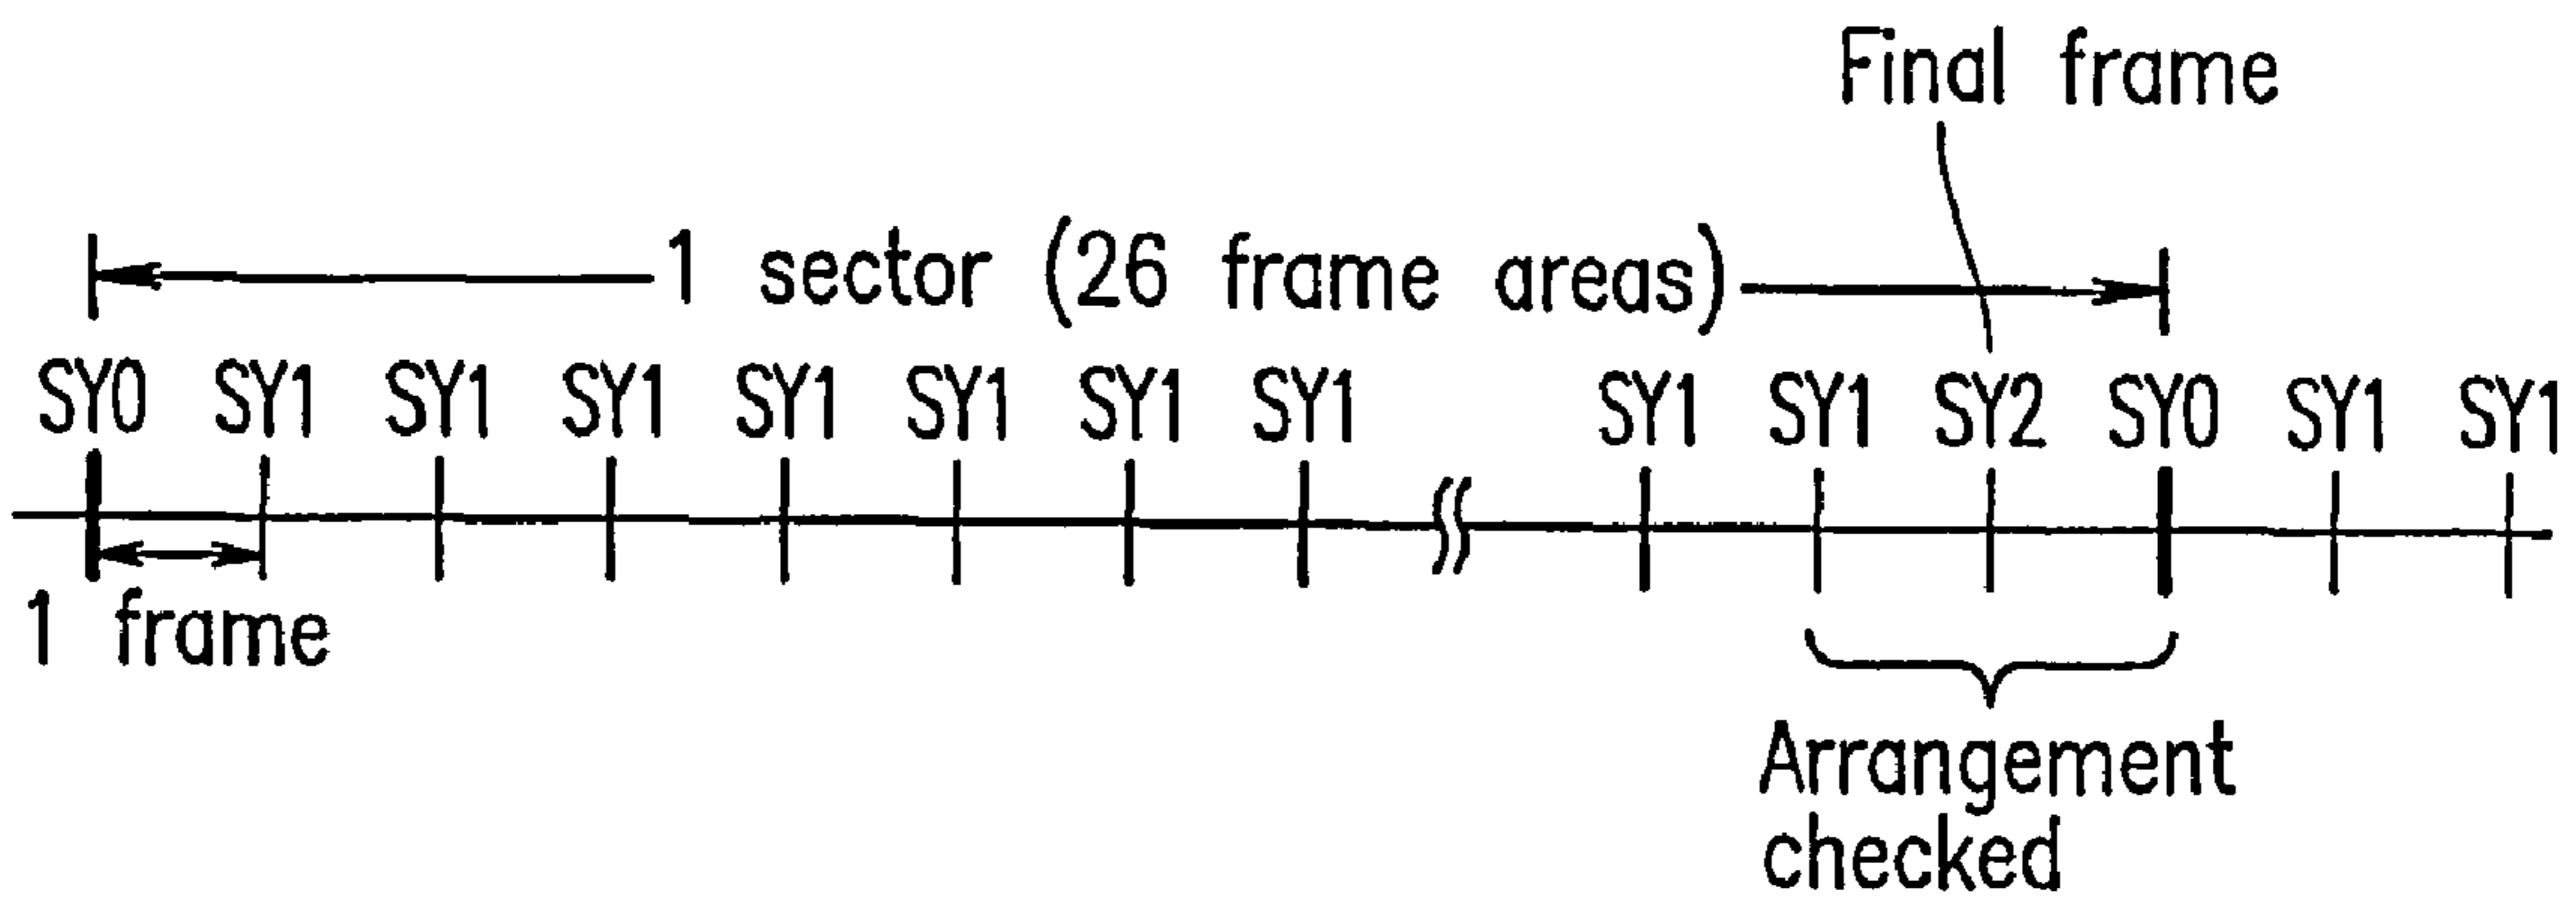 Final frame
1 sector (26 frame areas)
SY0 SY1 SY1 SY1 SY1 SY1 SY1 SY1 SY1 SY1 SY2 SY0 SY1 SY1
1 frame
Arrangement
checked